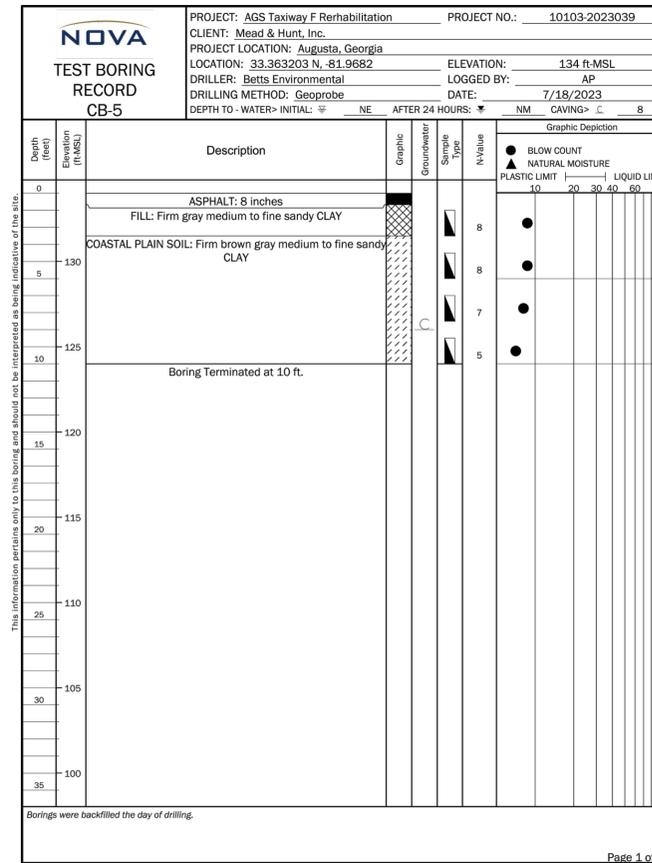 NOVA
TEST BORING
RECORD
CB-5
PROJECT: AGS Taxiway F Rerhabilitation PROJECT NO.: 10103-2023039
CLIENT: Mead & Hunt, Inc.
PROJECT LOCATION: Augusta, Georgia
LOCATION: 33.363203 N, -81.9682 ELEVATION: 134 ft-MSL
DRILLER: Betts Environmental LOGGED BY: AP
DRILLING METHOD: Geoprobe DATE: 7/18/2023
DEPTH TO - WATER> INITIAL: NE AFTER 24 HOURS: NM CAVING> C 8
Depth
(feet)
Elevation
(ft-MSL)
Description
Graphic
Groundwater
Sample
Type
N-Value
Graphic Depiction
BLOW COUNT
NATURAL MOISTURE
PLASTIC LIMIT LIQUID LI
10 20 30 40 60
0
ASPHALT: 8 inches
FILL: Firm gray medium to fine sandy CLAY
8
COASTAL PLAIN SOIL: Firm brown gray medium to fine sandy
CLAY
130
8
5
7
C
125
5
10
Boring Terminated at 10 ft.
120
15
115
20
110
25
105
30
100
35
Borings were backfilled the day of drilling.
This information pertains only to this boring and should not be interpreted as being indicative of the site.
Page 1 o